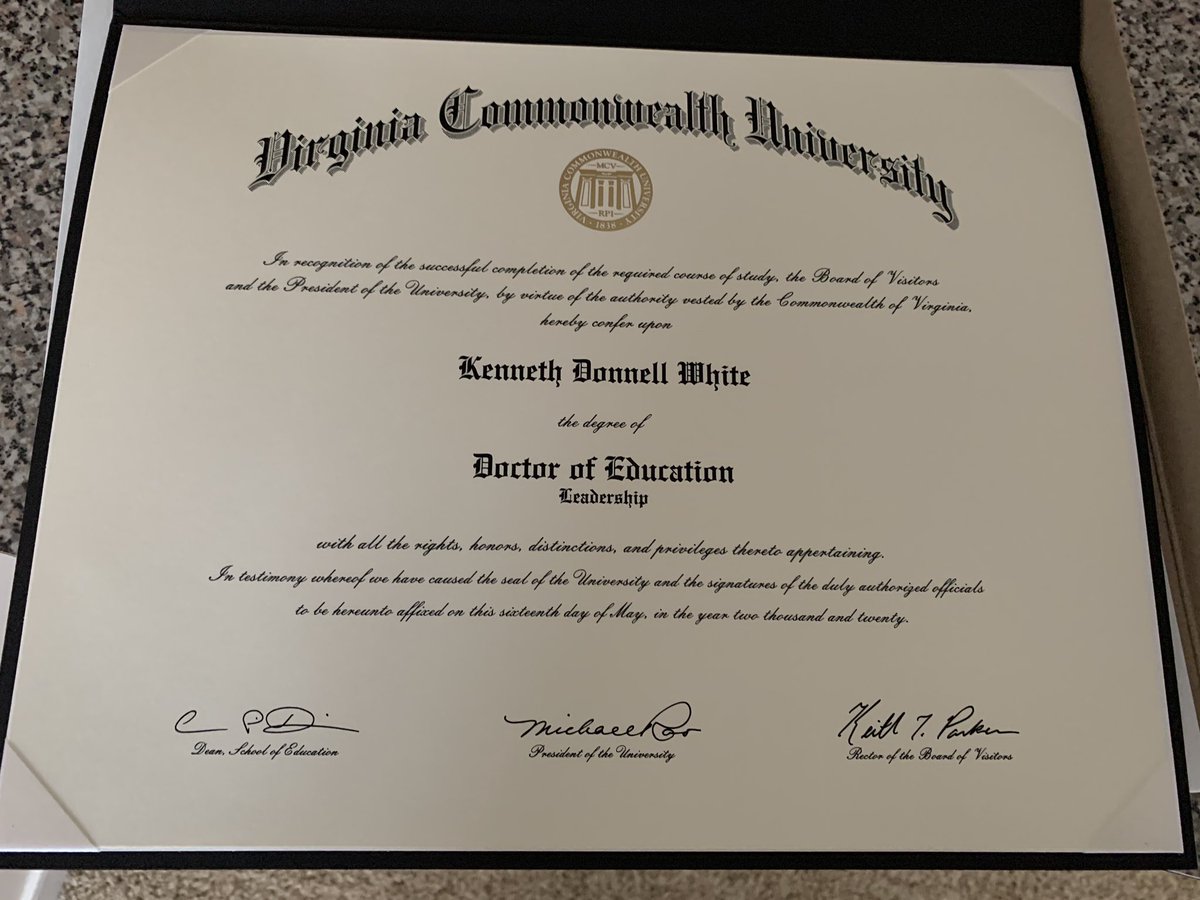 Virginia Commonwealth University
VIRGINIA COMMONWEALTH UNIVERSITY
MCV
RPI
1838
In recognition of the successful completion of the required course of study, the Board of Visitors
and the President of the University, by virtue of the authority vested by the Commonwealth of Virginia,
hereby confer upon
Kenneth Donnell White
the degree of
Doctor of Education
Leadership
with all the rights, honors, distinctions, and privileges thereto appertaining.
In testimony whereof we have caused the seal of the University and the signatures of the duly authorized officials
to be hereunto affixed on this sixteenth day of May, in the year two thousand and twenty.
Michael Rao
Keith T. Parker
Dean, School of Education
President of the University
Rector of the Board of Visitors